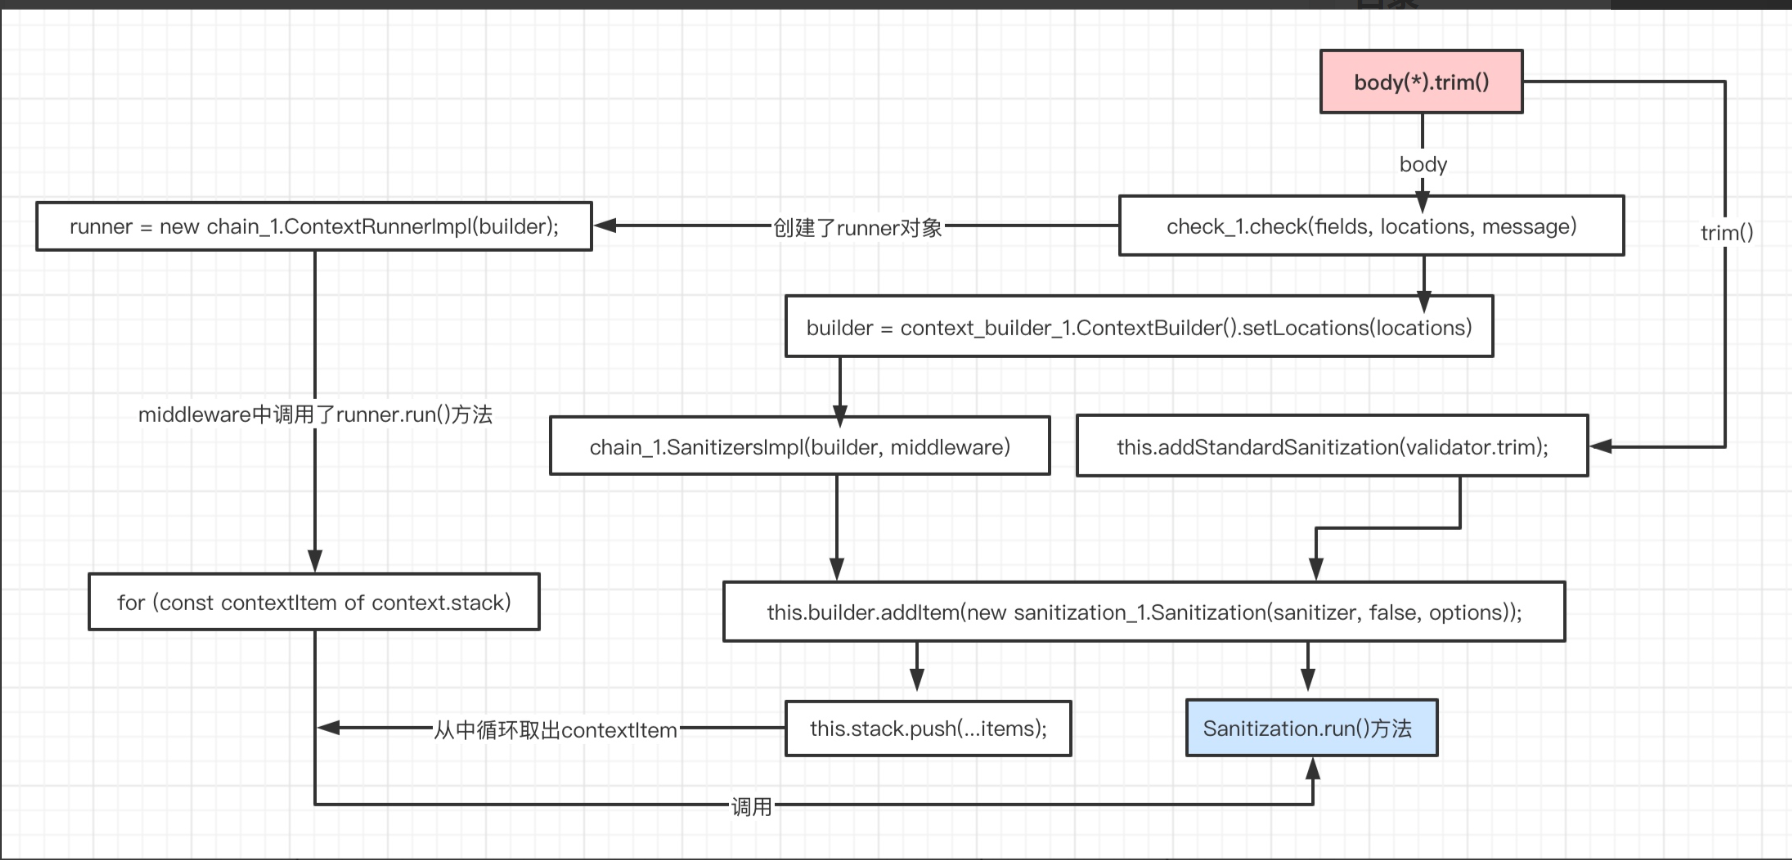 目录
body(*).trim()
body
trim()
check_1.check(fields, locations, message)
创建了runner对象
runner = new chain_1.ContextRunnerImpl(builder);
builder = context_builder_1.ContextBuilder().setLocations(locations)
middleware中调用了runner.run()方法
chain_1.SanitizersImpl(builder, middleware)
this.addStandardSanitization(validator.trim);
for (const contextItem of context.stack)
this.builder.addItem(new sanitization_1.Sanitization(sanitizer, false, options));
从中循环取出contextItem
this.stack.push(...items);
Sanitization.run()方法
调用